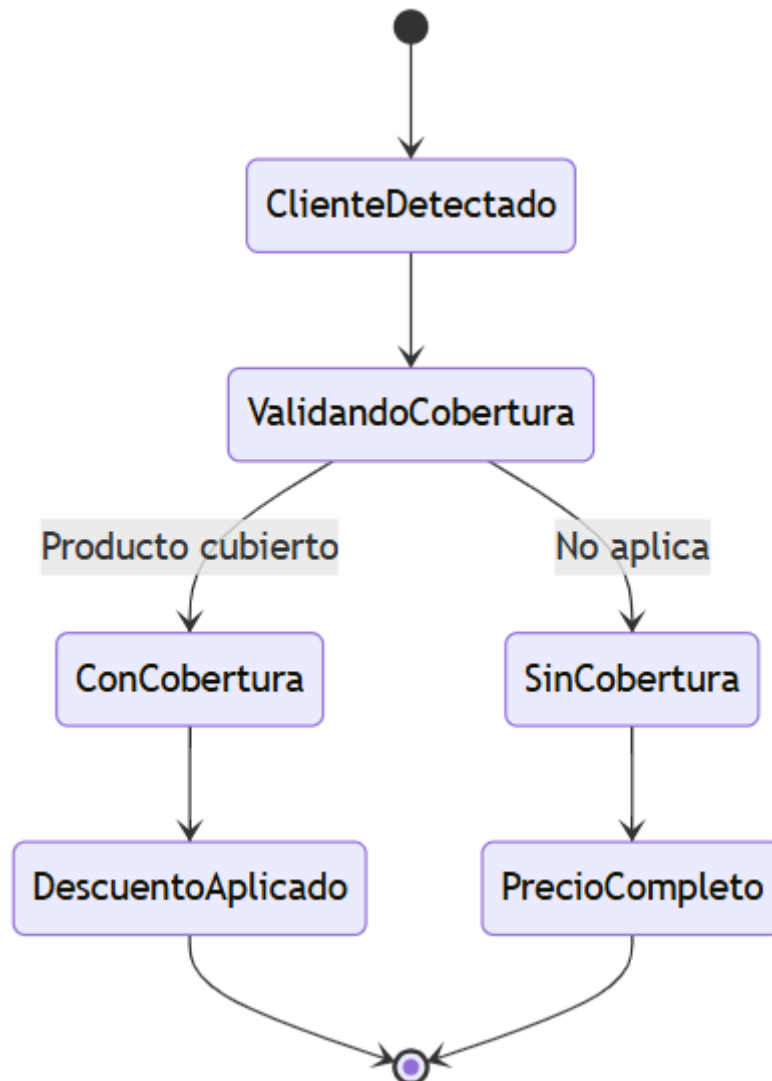 ClienteDetectado
ValidandoCobertura
Producto cubierto
No aplica
ConCobertura
SinCobertura
DescuentoAplicado
PrecioCompleto